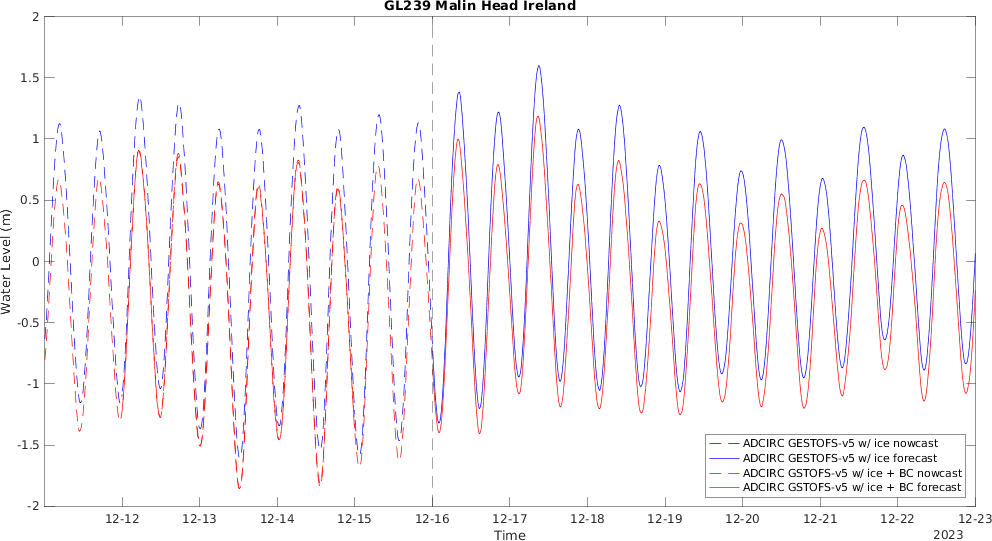 GL239 Malin Head Ireland
2
1.5
1
0.5
0
-0.5
-1
-1.5
-2
Water Level (m)
ADCIRC GESTOFS-v5 w/ ice nowcast
ADCIRC GESTOFS-v5 w/ ice forecast
ADCIRC GSTOFS-v5 w/ ice + BC nowcast
ADCIRC GSTOFS-v5 w/ ice + BC forecast
12-12 12-13 12-14 12-15 12-16 12-17 12-18 12-19 12-20 12-21 12-22 12-23
Time
2023